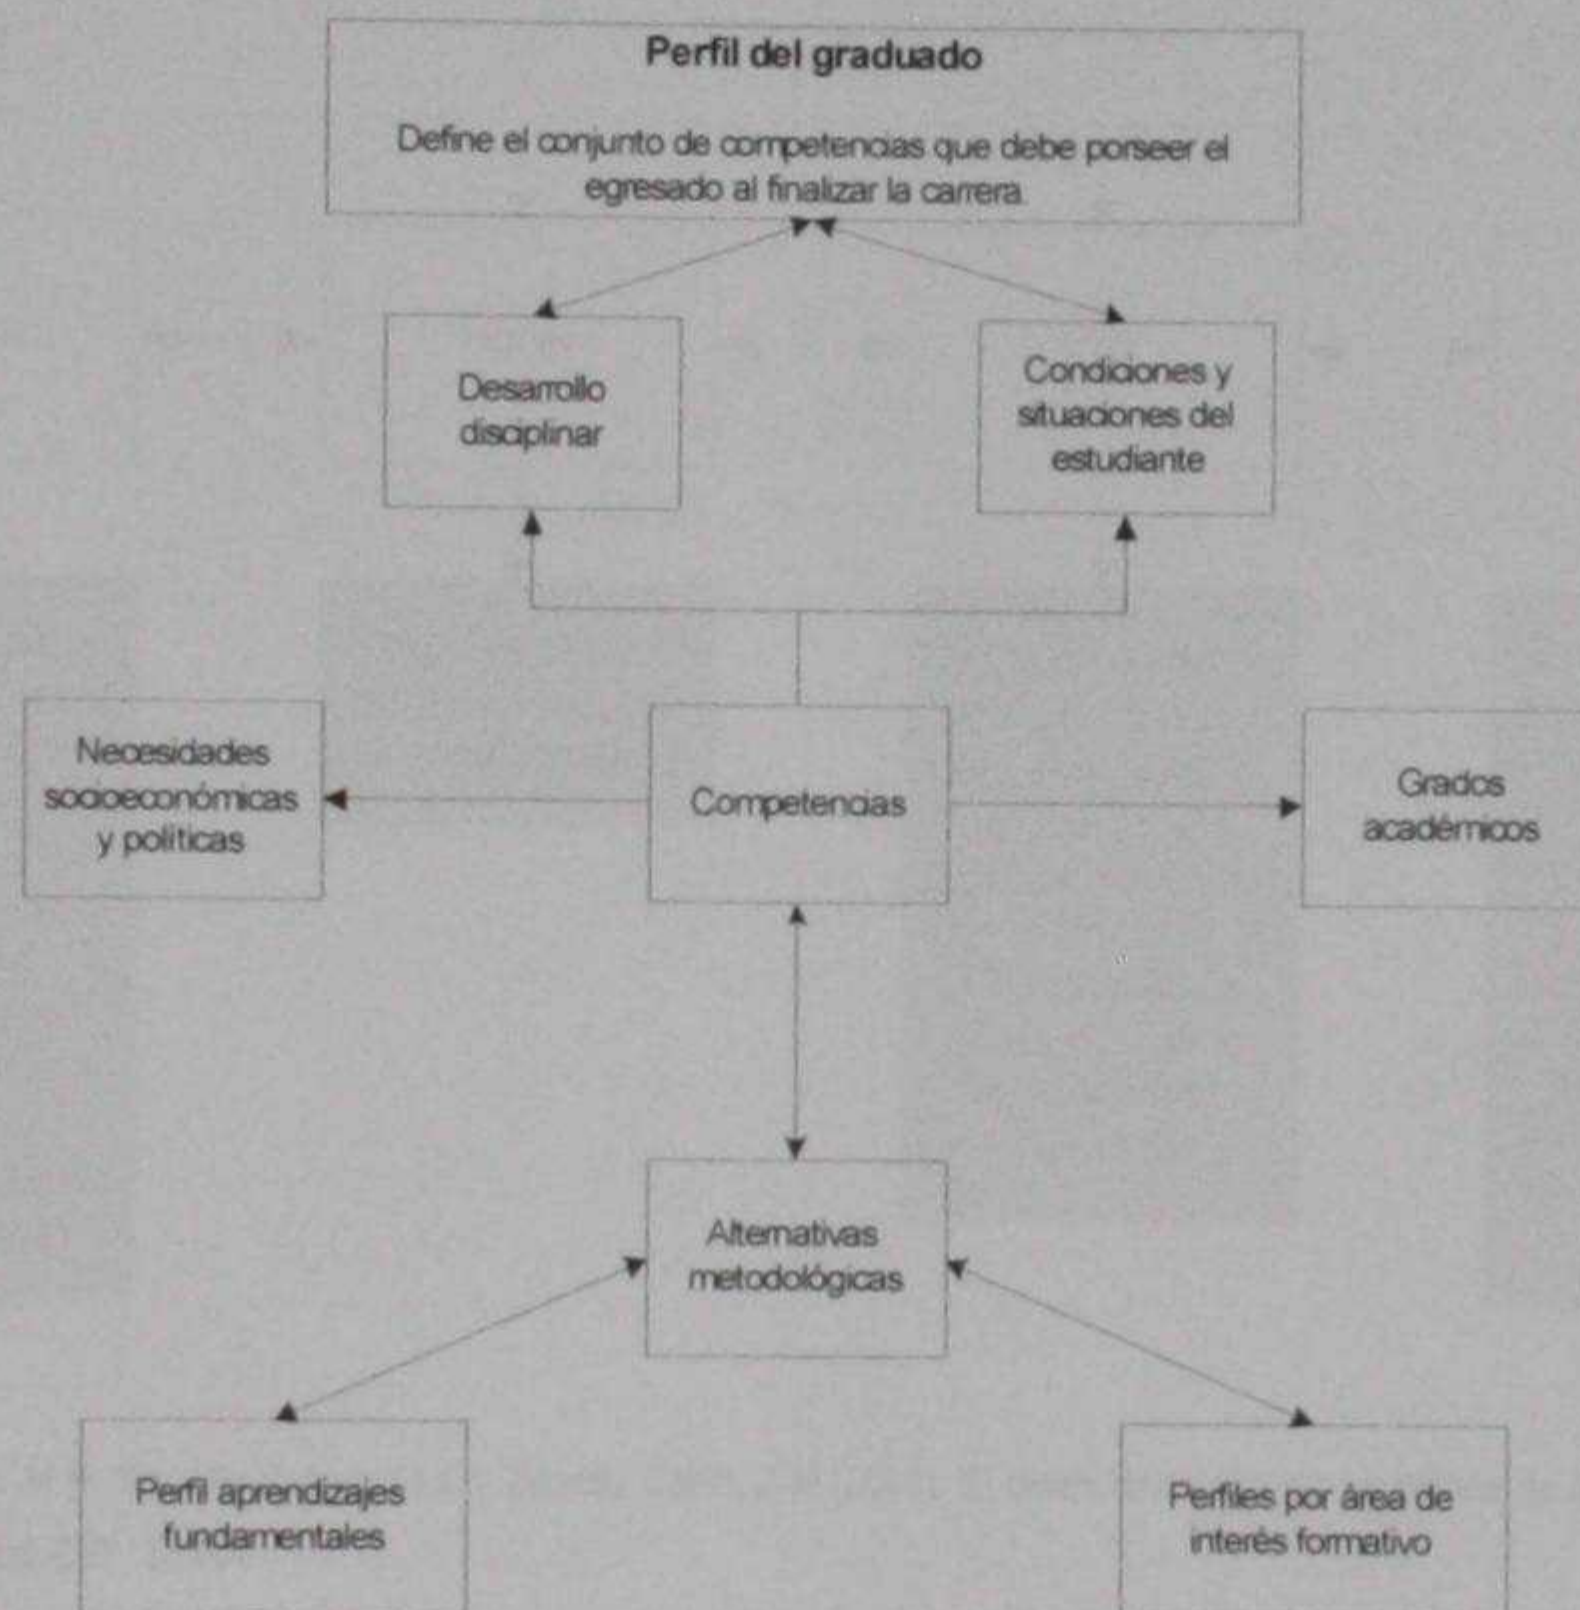 Perfil del graduado
Define el conjunto de competencias que debe porseer el
egresado al finalizar la carrera.
Desarrollo
disciplinar
Condiciones y
situaciones del
estudiante
Necesidades
socioeconómicas
y políticas
Competencias
Grados
académicos
Alternativas
metodológicas
Perfil aprendizajes
fundamentales
Perfiles por área de
interés formativo